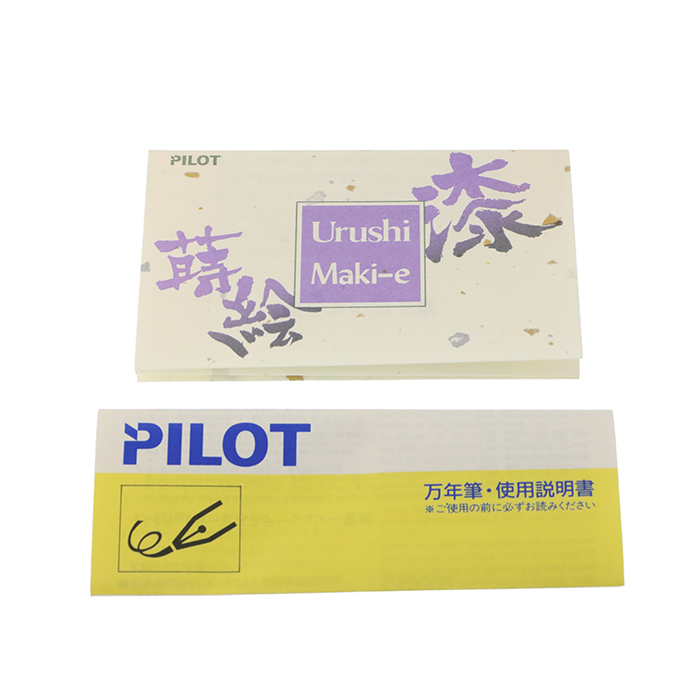 PILOT
漆
蒔
絵
Urushi
Maki-e
PILOT
万年筆・使用説明書
※ご使用の前に必ずお読みください